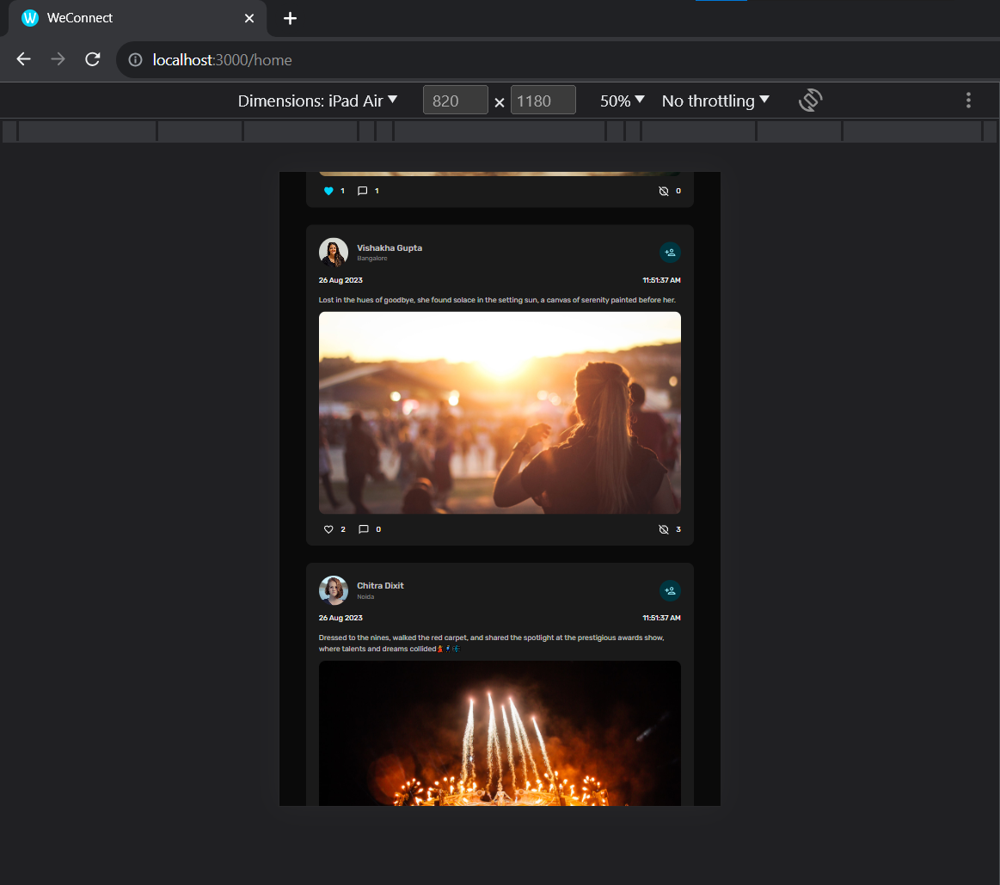 W WeConnect
localhost:3000/home
Dimensions: iPad Air 820 × 1180 50% No throttling
1 1 0
Vishakha Gupta
Bangalore
26 Aug 2023 11:51:37 AM
Lost in the hues of goodbye, she found solace in the setting sun, a canvas of serenity painted before her.
2 0 3
Chitra Dixit
Noida
26 Aug 2023 11:51:37 AM
Dressed to the nines, walked the red carpet, and shared the spotlight at the prestigious awards show,
where talents and dreams collided